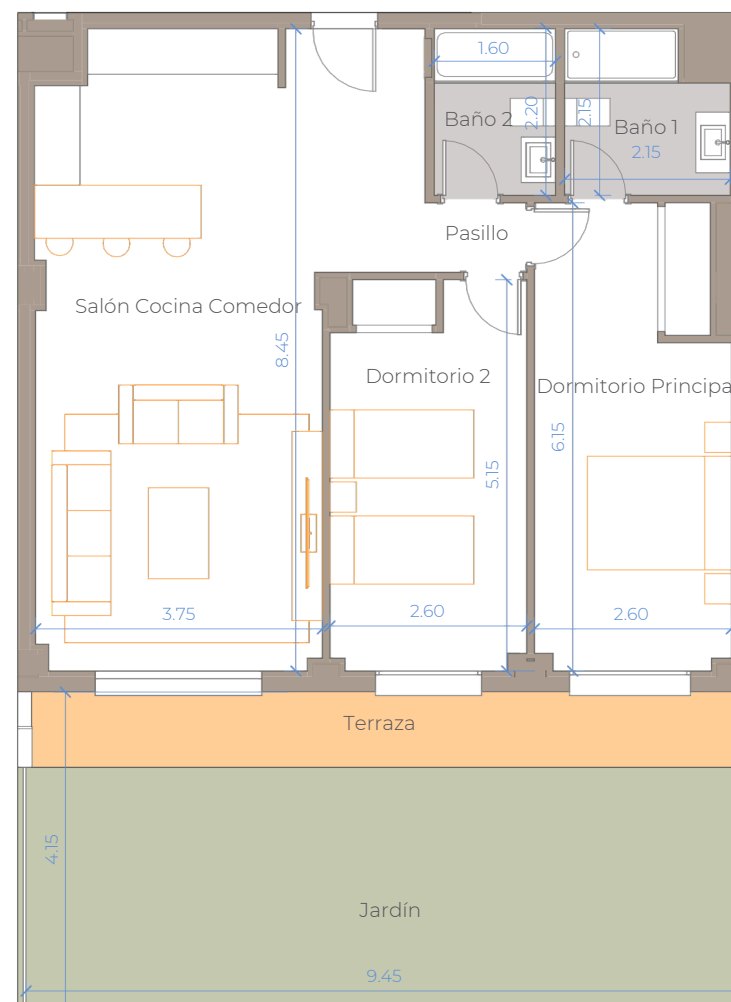 1.60
Baño 2
2.20
2.15
Baño 1
2.15
Pasillo
Salón Cocina Comedor
8.45
Dormitorio 2
Dormitorio Principa
6.15
5.15
3.75
2.60
2.60
Terraza
4.15
Jardín
9.45